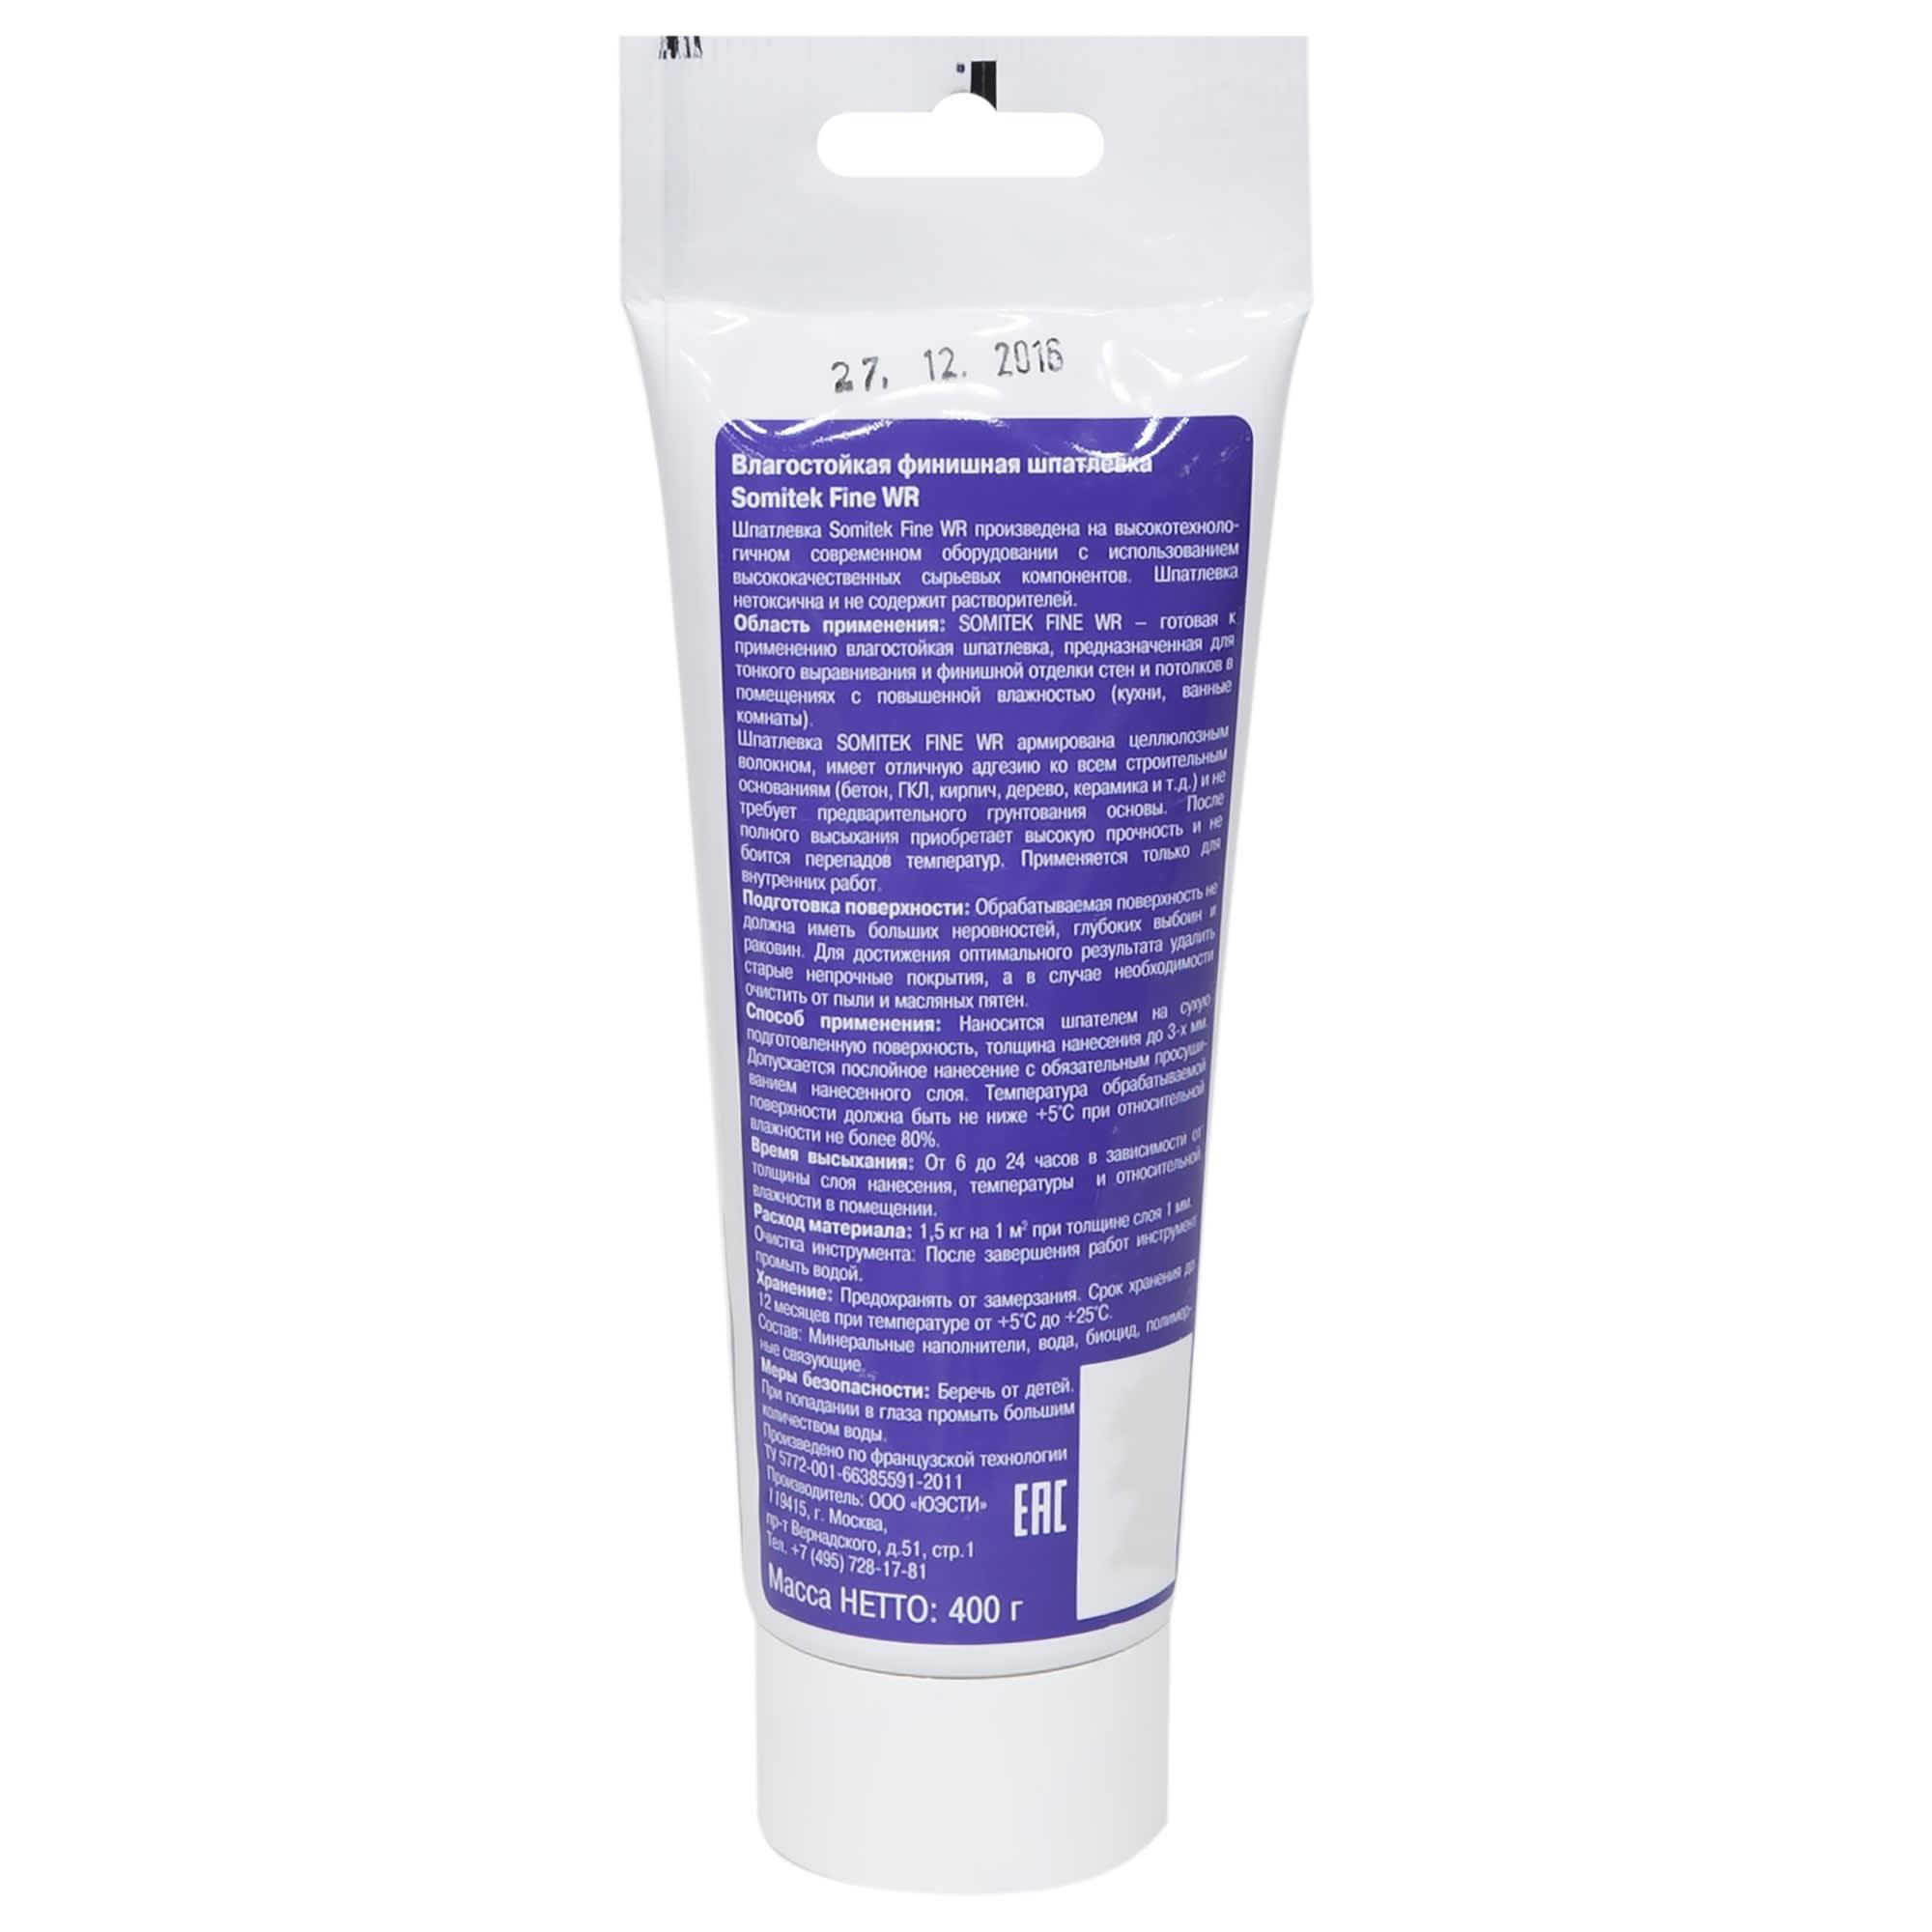 27. 12. 2016
Влагостойкая финишная шпатлевка
Somitek Fine WR
Шпатлевка Somitek Fine WR произведена на высокотехноло-
гичном современном оборудовании с использованием
высококачественных сырьевых компонентов. Шпатлевка
нетоксична и не содержит растворителей.
Область применения: SOMITEK FINE WR – готовая к
применению влагостойкая шпатлевка, предназначенная для
тонкого выравнивания и финишной отделки стен и потолков в
помещениях с повышенной влажностью (кухни, ванные
комнаты).
Шпатлевка SOMITEK FINE WR армирована целлюлозным
волокном, имеет отличную адгезию ко всем строительным
основаниям (бетон, ГКЛ, кирпич, дерево, керамика и т.д.) и не
требует предварительного грунтования основы. После
полного высыхания приобретает высокую прочность и не
боится перепадов температур. Применяется только для
внутренних работ.
Подготовка поверхности: Обрабатываемая поверхность не
должна иметь больших неровностей, глубоких выбоин и
раковин. Для достижения оптимального результата удалить
старые непрочные покрытия, а в случае необходимости
очистить от пыли и масляных пятен.
Способ применения: Наносится шпателем на сухую
подготовленную поверхность, толщина нанесения до 3-х мм.
Допускается послойное нанесение с обязательным просуши-
ванием нанесенного слоя. Температура обрабатываемой
поверхности должна быть не ниже +5°С при относительной
влажности не более 80%.
Время высыхания: От 6 до 24 часов в зависимости от
толщины слоя нанесения, температуры и относительной
влажности в помещении.
Расход материала: 1,5 кг на 1 м² при толщине слоя 1 мм.
Очистка инструмента: После завершения работ инструмент
промыть водой.
Хранение: Предохранять от замерзания. Срок хранения до
12 месяцев при температуре от +5°С до +25°С.
Состав: Минеральные наполнители, вода, биоцид, полимер-
ные связующие.
Меры безопасности: Беречь от детей.
При попадании в глаза промыть большим
количеством воды.
Произведено по французской технологии
ТУ 5772-001-66385591-2011
Производитель: ООО «ЮЭСТИ»
119415, г. Москва,
пр-т Вернадского, д.51, стр.1
Тел. +7 (495) 728-17-81
EAC
Масса НЕТТО: 400 г